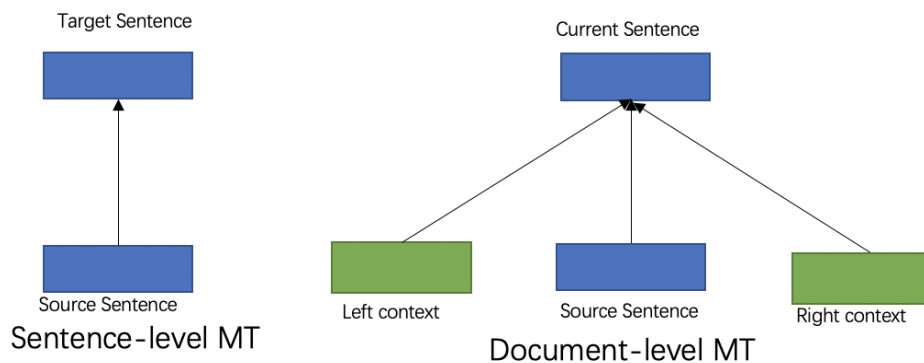 Target Sentence
Source Sentence
Sentence-level MT
Current Sentence
Left context
Source Sentence
Right context
Document-level MT